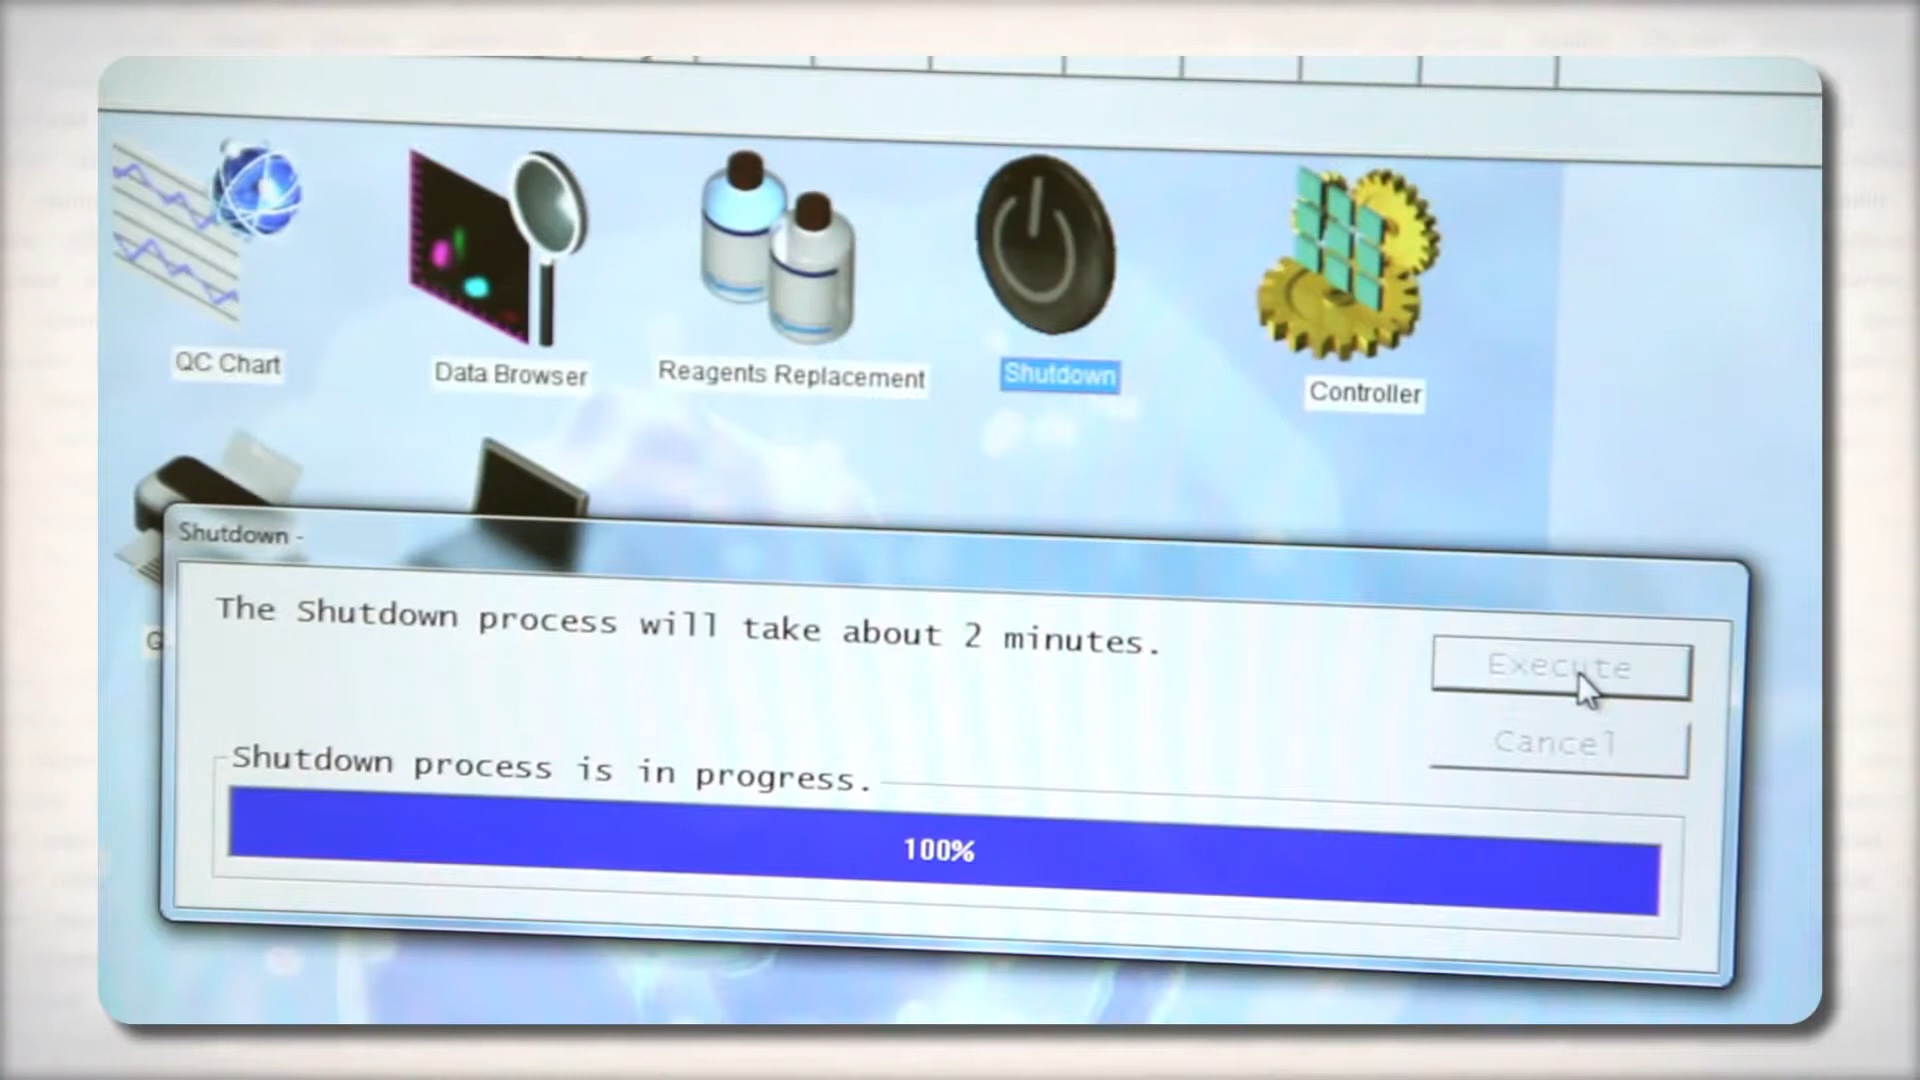 QC Chart
Data Browser
Reagents Replacement
Shutdown
Controller
Shutdown -
The Shutdown process will take about 2 minutes.
Execute
Cancel
Shutdown process is in progress.
100%